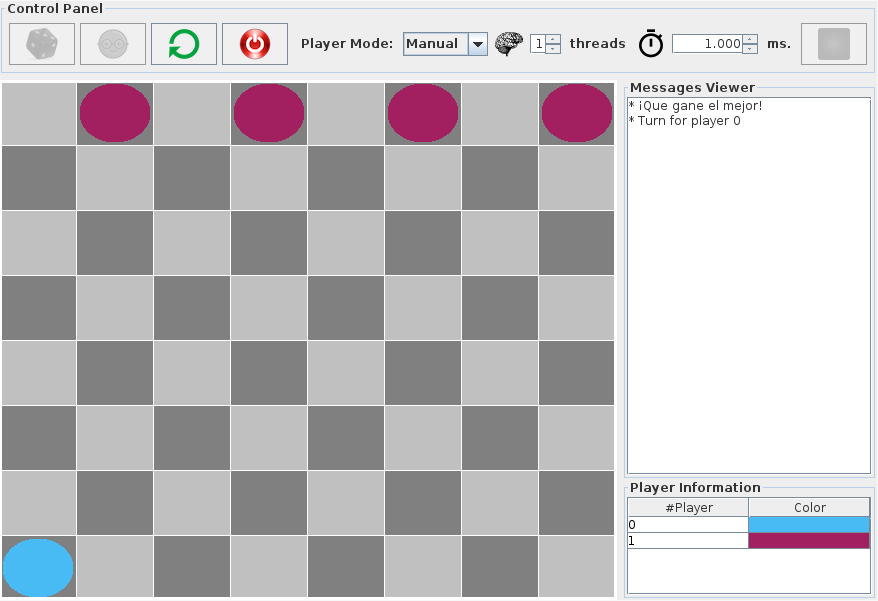 Control Panel
Player Mode: Manual 1 threads 1.000 ms.
Messages Viewer
* ¡Que gane el mejor!
* Turn for player 0
Player Information
#Player Color
0
1